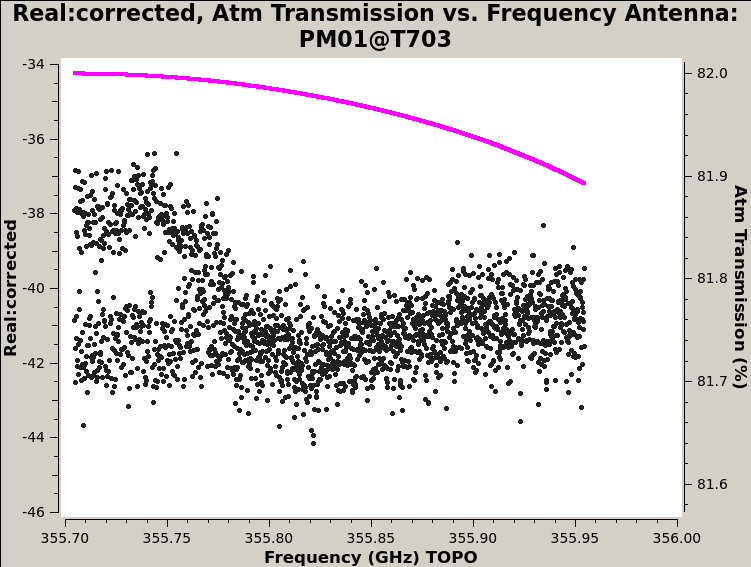 Real:corrected, Atm Transmission vs. Frequency Antenna:
PM01@T703
-34
-36
-38
-40
-42
-44
-46
Real:corrected
82.0
81.9
81.8
81.7
81.6
Atm Transmission (%)
355.70 355.75 355.80 355.85 355.90 355.95 356.00
Frequency (GHz) TOPO